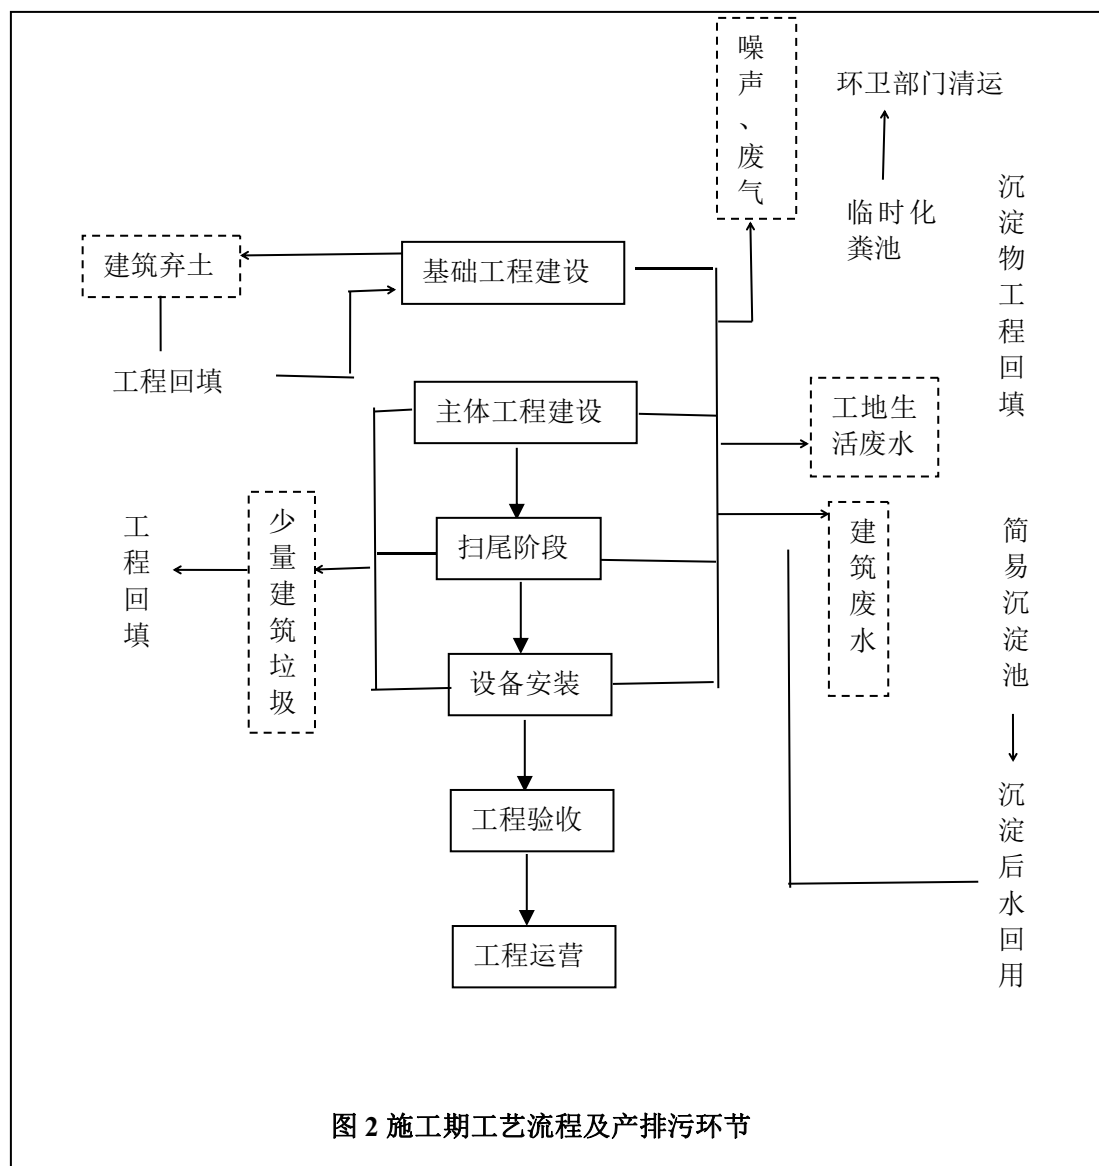 噪声、废气
环卫部门清运
临时化
粪池
沉淀物工程回填
建筑弃土
基础工程建设
工程回填
主体工程建设
工地生
活废水
工程回填
少量建筑垃圾
扫尾阶段
建筑废水
简易沉淀池
设备安装
工程验收
沉淀后水回用
工程运营
图 2 施工期工艺流程及产排污环节